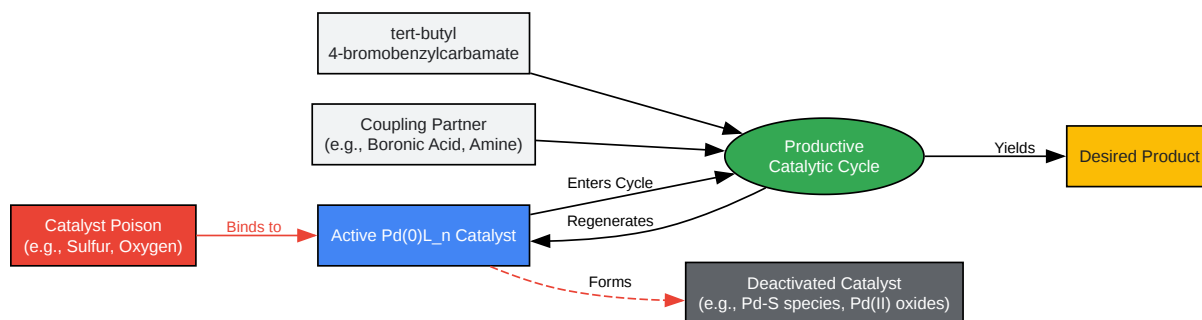 tert-butyl
4-bromobenzylcarbamate
Coupling Partner
(e.g., Boronic Acid, Amine)
Productive
Catalytic Cycle
Yields
Desired Product
Enters Cycle
Regenerates
Catalyst Poison
(e.g., Sulfur, Oxygen)
Binds to
Active Pd(0)L_n Catalyst
Forms
Deactivated Catalyst
(e.g., Pd-S species, Pd(II) oxides)